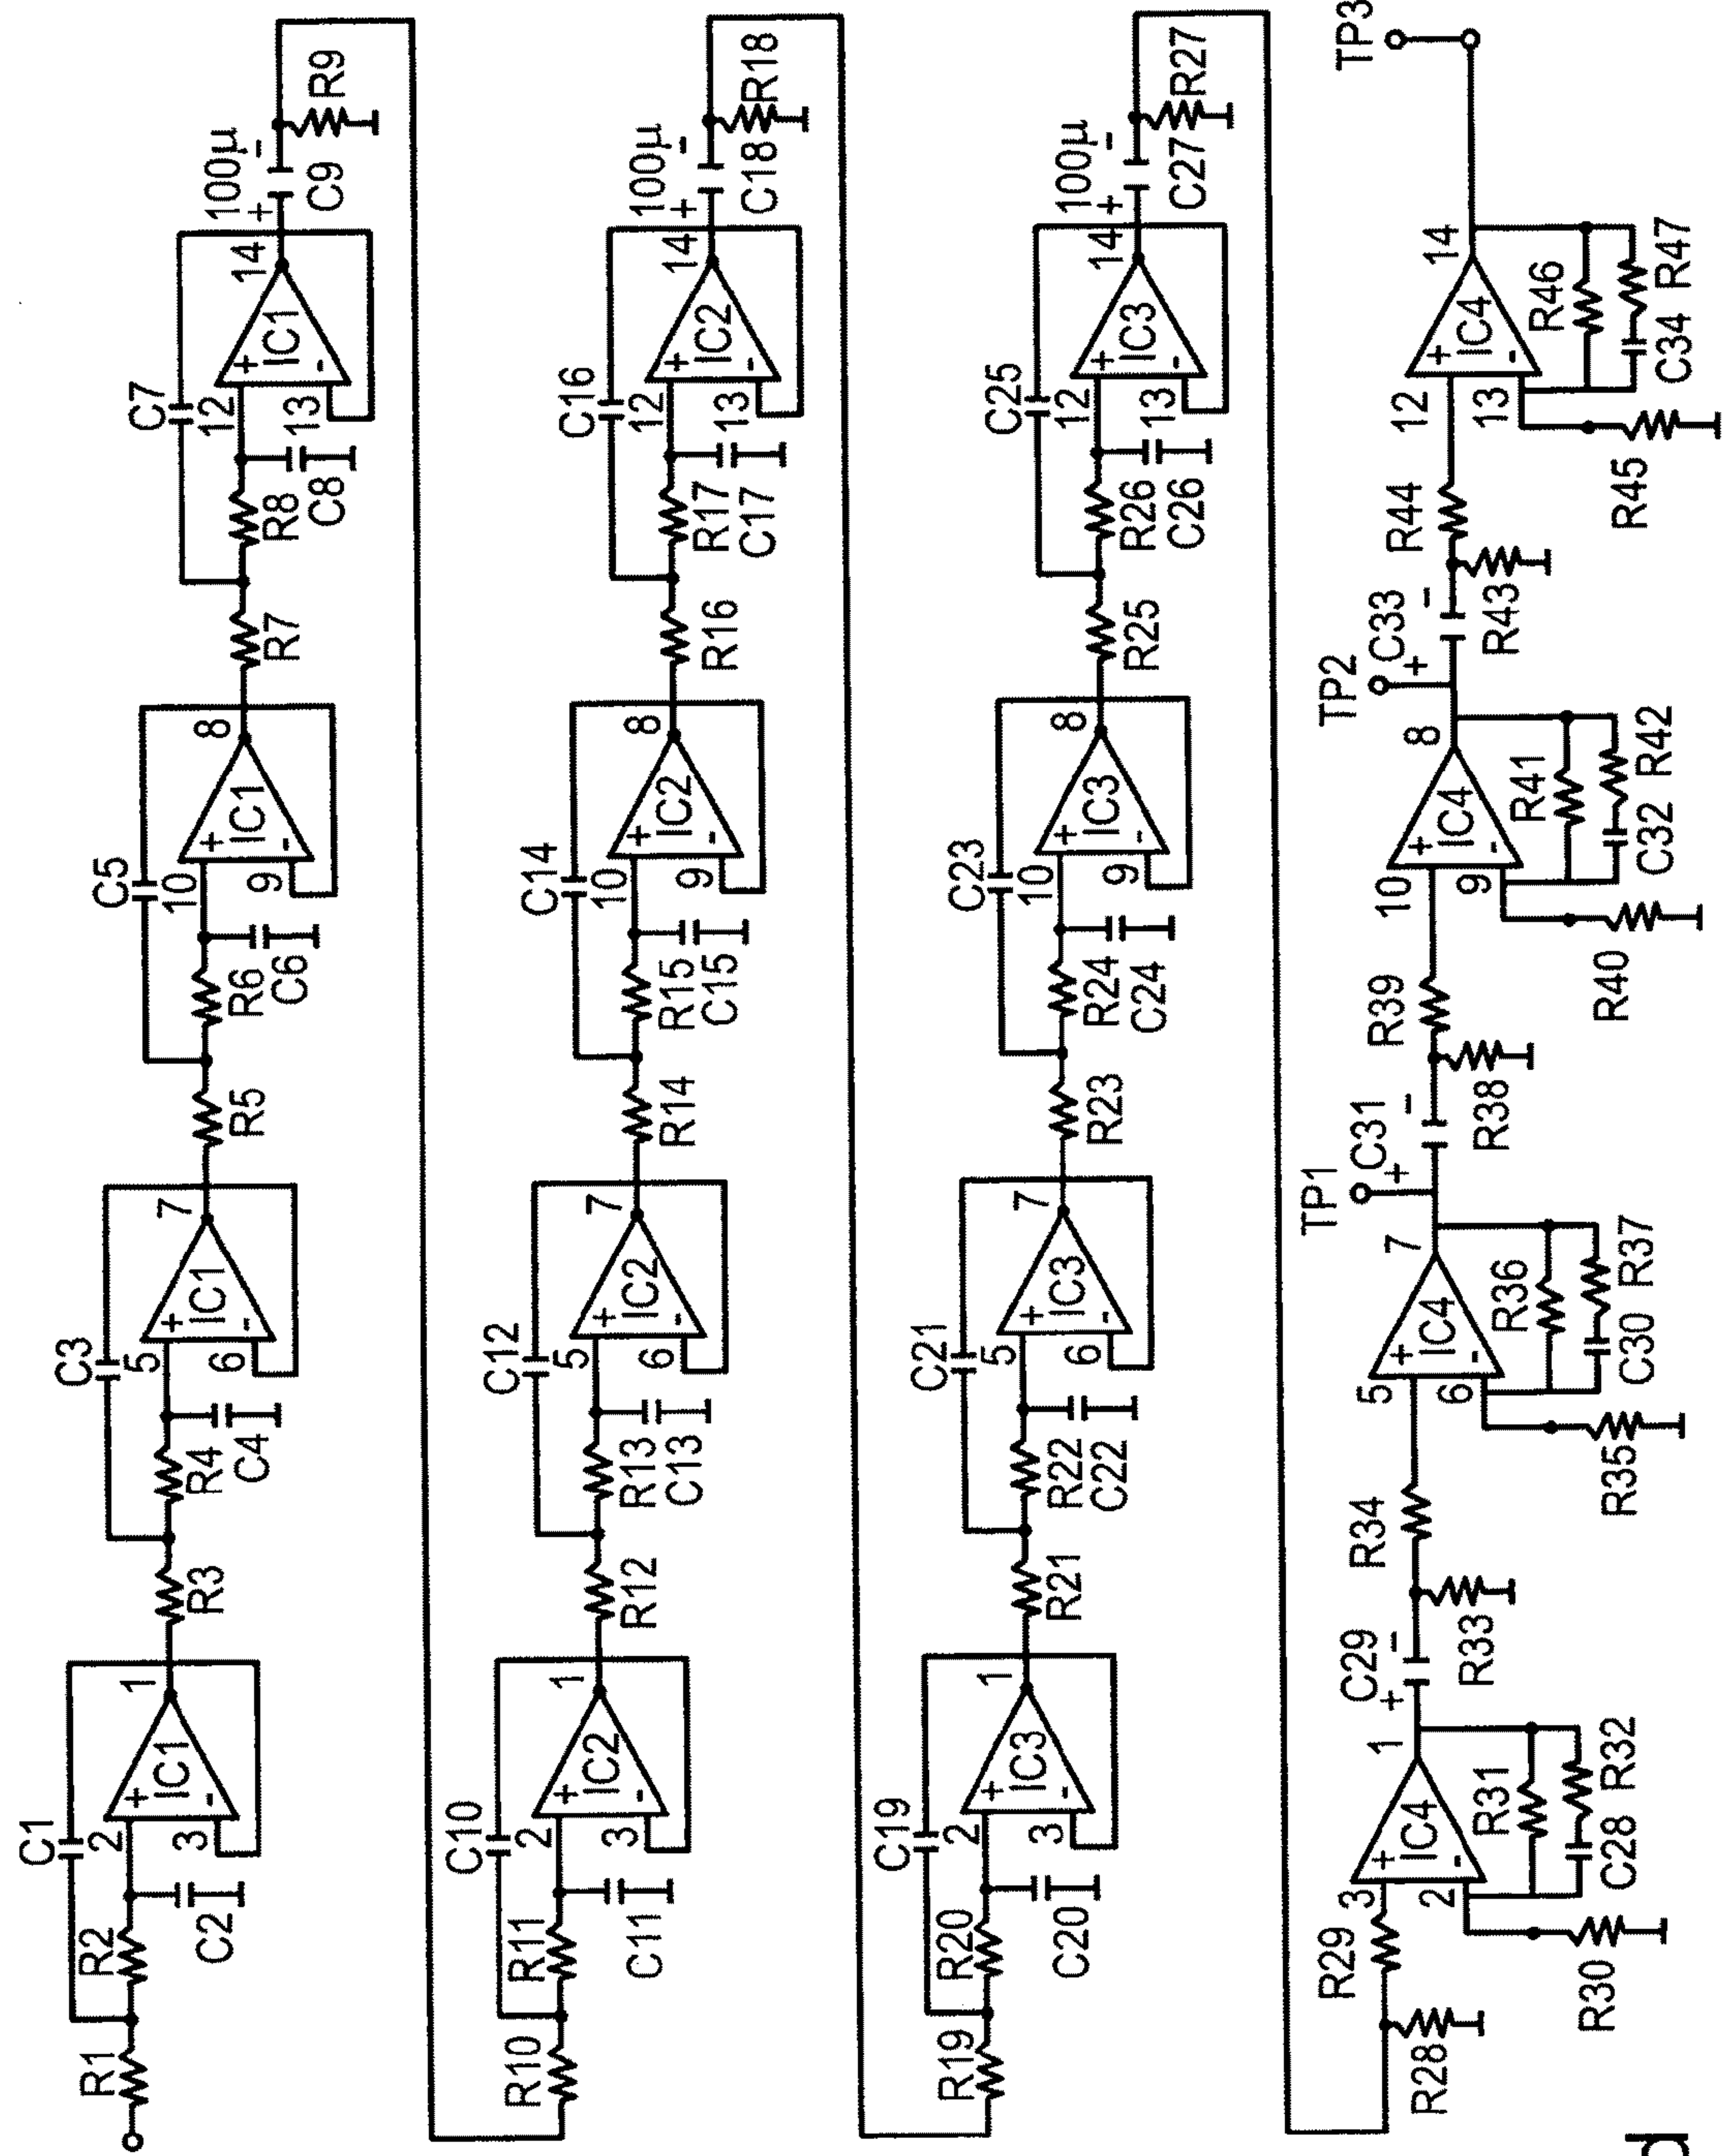 R1
R2
C1
C2
2
3
+
-
IC1
1
R3
R4
C3
C4
5
6
+
-
IC1
7
R5
R6
C5
C6
10
9
+
-
IC1
8
R7
R8
C7
C8
12
13
+
-
IC1
14
100μ
+
-
C9
R9
R10
R11
C10
C11
2
3
+
-
IC2
1
R12
R13
C12
C13
5
6
+
-
IC2
7
R14
R15
C14
C15
10
9
+
-
IC2
8
R16
R17
C16
C17
12
13
+
-
IC2
14
100μ
+
-
C18
R18
R19
R20
C19
C20
2
3
+
-
IC3
1
R21
R22
C21
C22
5
6
+
-
IC3
7
R23
R24
C23
C24
10
9
+
-
IC3
8
R25
R26
C25
C26
12
13
+
-
IC3
14
100μ
+
-
C27
R27
R28
R29
R30
3
2
+
-
IC4
1
R31
C28
R32
C29
+
-
R33
R34
R35
5
6
+
-
IC4
7
R36
C30
R37
TP1
C31
+
-
R38
R39
R40
10
9
+
-
IC4
8
R41
C32
R42
TP2
C33
+
-
R43
R44
R45
12
13
+
-
IC4
14
R46
C34
R47
TP3